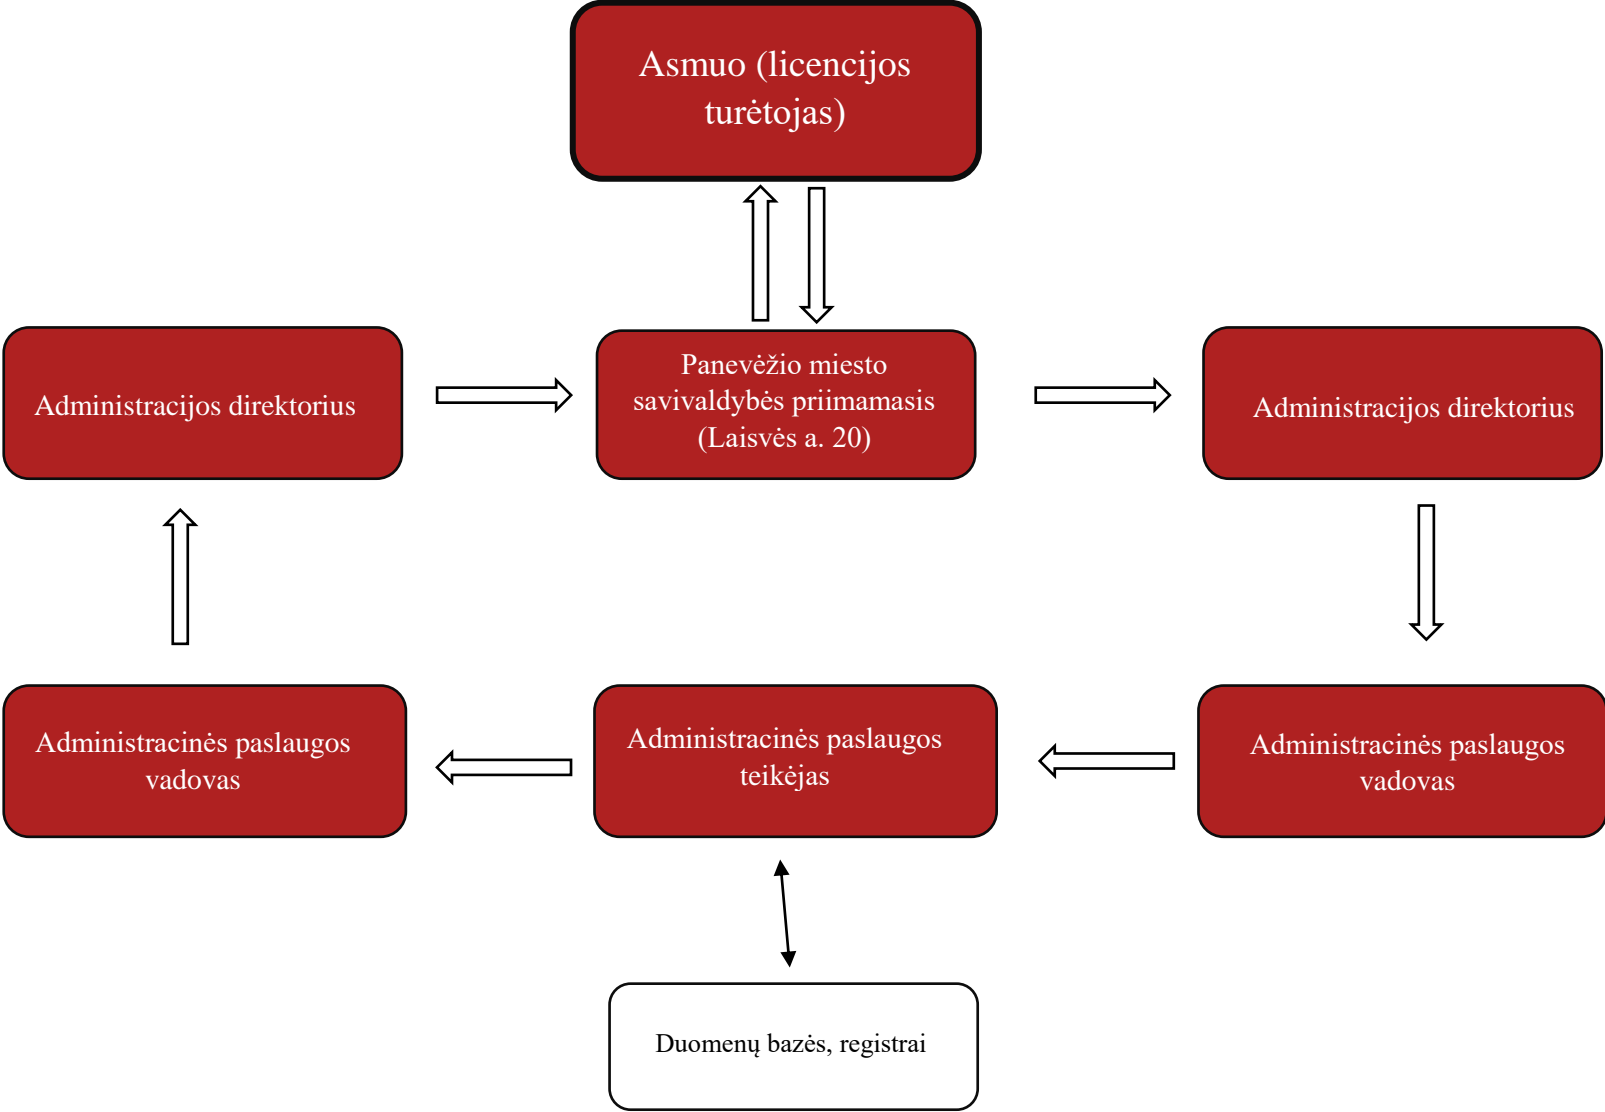 Asmuo (licencijos
turėtojas)
Administracijos direktorius
Panevėžio miesto
savivaldybės priimamasis
(Laisvės a. 20)
Administracijos direktorius
Administracinės paslaugos
vadovas
Administracinės paslaugos
teikėjas
Administracinės paslaugos
vadovas
Duomenų bazės, registrai